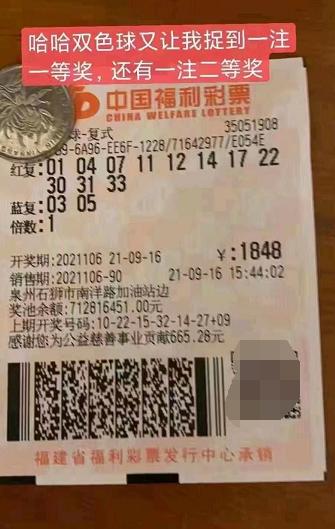 哈哈双色球又让我捉到一注
一等奖，还有一注二等奖
中国福利彩票
CHINA WELFARE LOTTERY
球-复式
35051908
9-6A96-EE6F-1228/71642977/E054E
红复:01 04 07 11 12 14 17 22
30 31 33
蓝复:03 05
倍数:1
开奖期:2021106 21-09-16
￥:1848
销售期:2021106-90
21-09-16 15:44:02
泉州石狮市南洋路加油站边
奖池余额:712816451.00元
上期开奖号码:10-22-15-32-14-27+09
感谢您为公益慈善事业贡献665.28元
福建省福利彩票发行中心承销